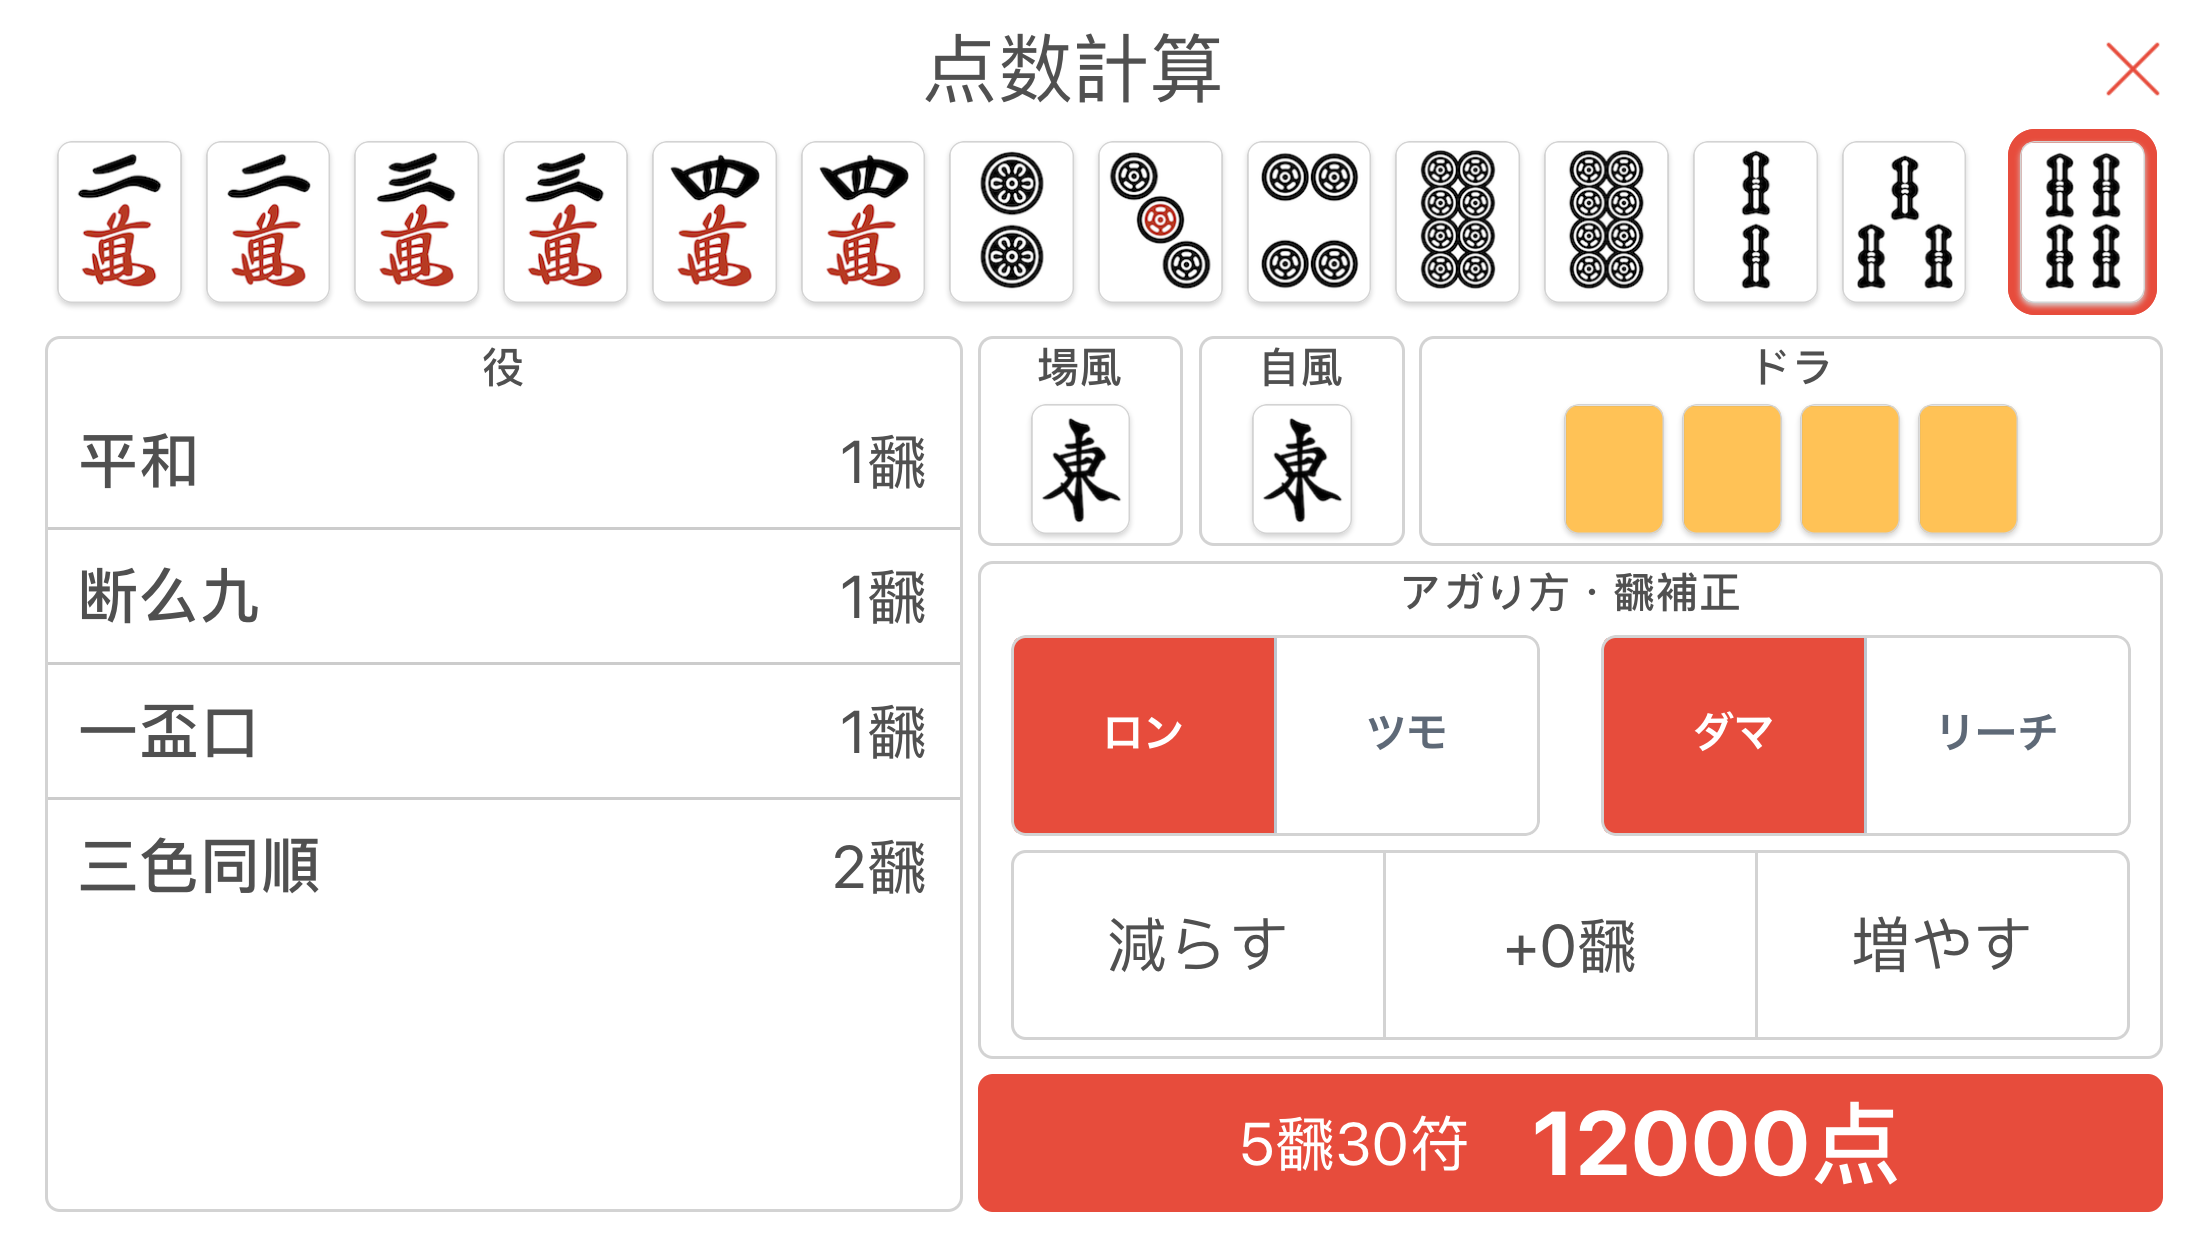 点数計算
二萬 二萬 三萬 三萬 四萬 四萬
役
平和 1飜
断么九 1飜
一盃口 1飜
三色同順 2飜
場風
東
自風
東
ドラ
アガり方・飜補正
ロン ツモ ダマ リーチ
減らす +0飜 増やす
5飜30符 12000点